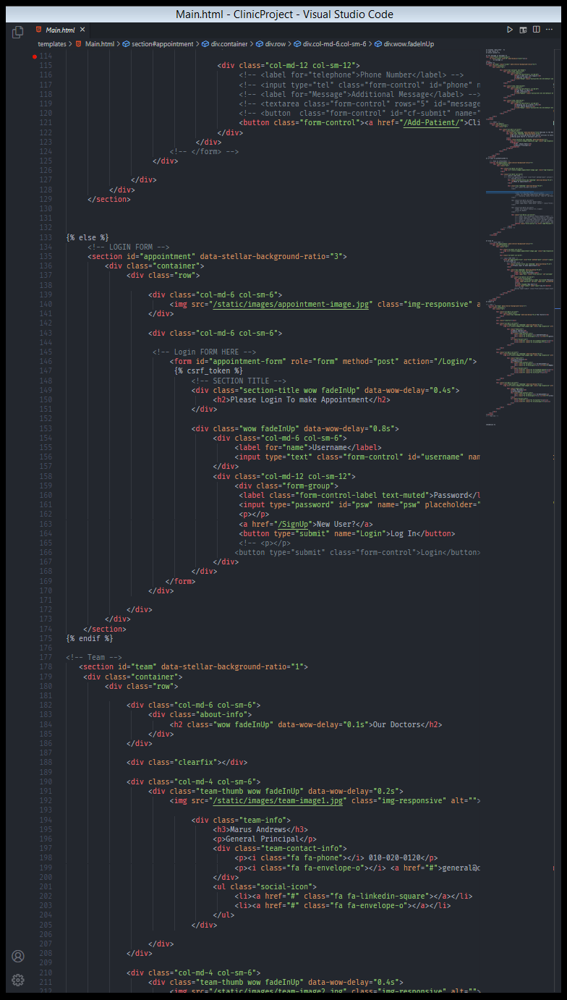 Main.html - ClinicProject - Visual Studio Code
Main.html
templates > Main.html > section#appointment > div.container > div.row > div.col-md-6.col-sm-6 > div.wow.fadeInUp
114
115 <div class="col-md-12 col-sm-12">
116 <!-- <label for="telephone">Phone Number</label> -->
117 <!-- <input type="tel" class="form-control" id="phone" n
118 <!-- <label for="Message">Additional Message</label> -->
119 <!-- <textarea class="form-control" rows="5" id="message
120 <!-- <button  class="form-control" id="cf-submit" name="
121 <button class="form-control"><a href="/Add-Patient/">Cli
122 </div>
123 </div>
124 <!-- </form> -->
125 </div>
126
127 </div>
128 </div>
129 </section>
130
131
132
133 {% else %}
134 <!-- LOGIN FORM -->
135 <section id="appointment" data-stellar-background-ratio="3">
136 <div class="container">
137 <div class="row">
138
139 <div class="col-md-6 col-sm-6">
140 <img src="/static/images/appointment-image.jpg" class="img-responsive" a
141 </div>
142
143 <div class="col-md-6 col-sm-6">
144
145 <!-- Login FORM HERE -->
146 <form id="appointment-form" role="form" method="post" action="/Login/">
147 {% csrf_token %}
148 <!-- SECTION TITLE -->
149 <div class="section-title wow fadeInUp" data-wow-delay="0.4s">
150 <h2>Please Login To make Appointment</h2>
151 </div>
152
153 <div class="wow fadeInUp" data-wow-delay="0.8s">
154 <div class="col-md-6 col-sm-6">
155 <label for="name">Username</label>
156 <input type="text" class="form-control" id="username" nam
157 </div>
158 <div class="col-md-12 col-sm-12">
159 <div class="form-group">
160 <label class="form-control-label text-muted">Password</l
161 <input type="password" id="psw" name="psw" placeholder="
162 <p></p>
163 <a href="/SignUp">New User?</a>
164 <button type="submit" name="Login">Log In</button>
165 <!-- <p></p>
166 <button type="submit" class="form-control">Login</button>
167 </div>
168 </div>
169 </form>
170 </div>
171
172 </div>
173 </div>
174 </section>
175 {% endif %}
176
177 <!-- Team -->
178 <section id="team" data-stellar-background-ratio="1">
179 <div class="container">
180 <div class="row">
181
182 <div class="col-md-6 col-sm-6">
183 <div class="about-info">
184 <h2 class="wow fadeInUp" data-wow-delay="0.1s">Our Doctors</h2>
185 </div>
186 </div>
187
188 <div class="clearfix"></div>
189
190 <div class="col-md-4 col-sm-6">
191 <div class="team-thumb wow fadeInUp" data-wow-delay="0.2s">
192 <img src="/static/images/team-image1.jpg" class="img-responsive" alt="">
193
194 <div class="team-info">
195 <h3>Marus Andrews</h3>
196 <p>General Principal</p>
197 <div class="team-contact-info">
198 <p><i class="fa fa-phone"></i> 010-020-0120</p>
199 <p><i class="fa fa-envelope-o"></i> <a href="#">general@c
200 </div>
201 <ul class="social-icon">
202 <li><a href="#" class="fa fa-linkedin-square"></a></li>
203 <li><a href="#" class="fa fa-envelope-o"></a></li>
204 </ul>
205 </div>
206
207 </div>
208 </div>
209
210 <div class="col-md-4 col-sm-6">
211 <div class="team-thumb wow fadeInUp" data-wow-delay="0.4s">
212 <img src="/static/images/team-image2.jpg" class="img-responsive" alt="">